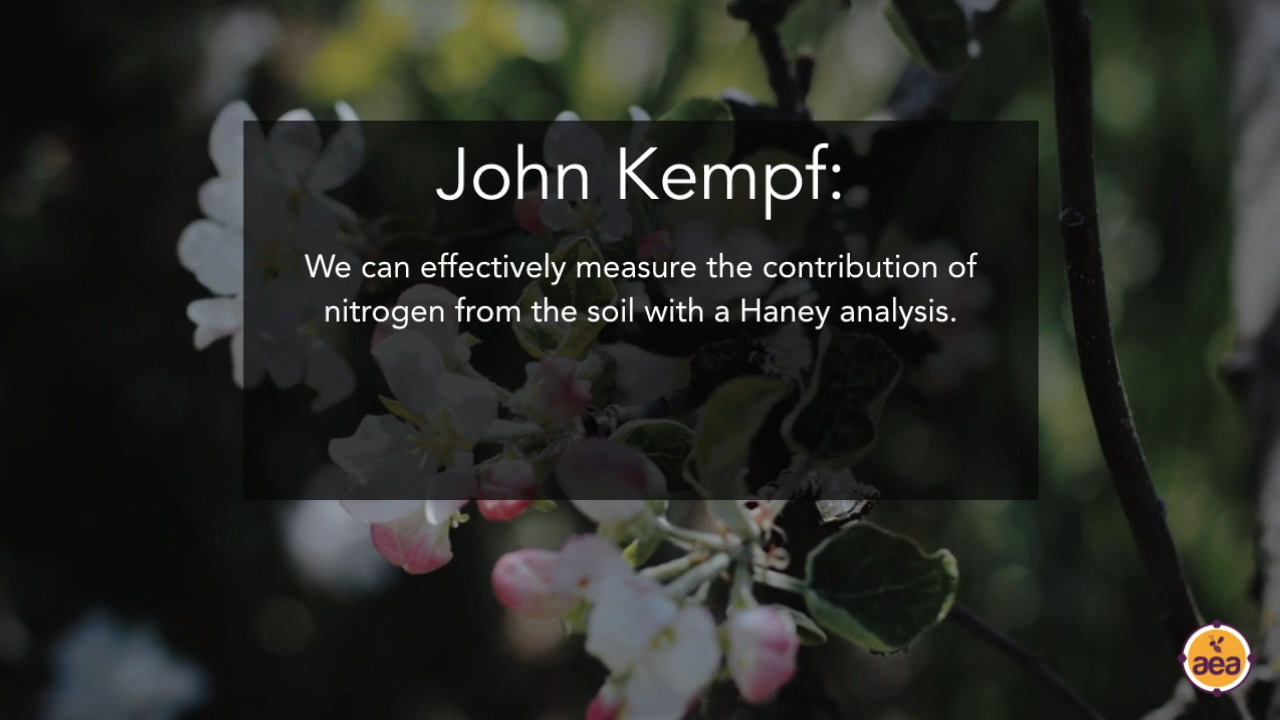 John Kempf:
We can effectively measure the contribution of
nitrogen from the soil with a Haney analysis.
aea